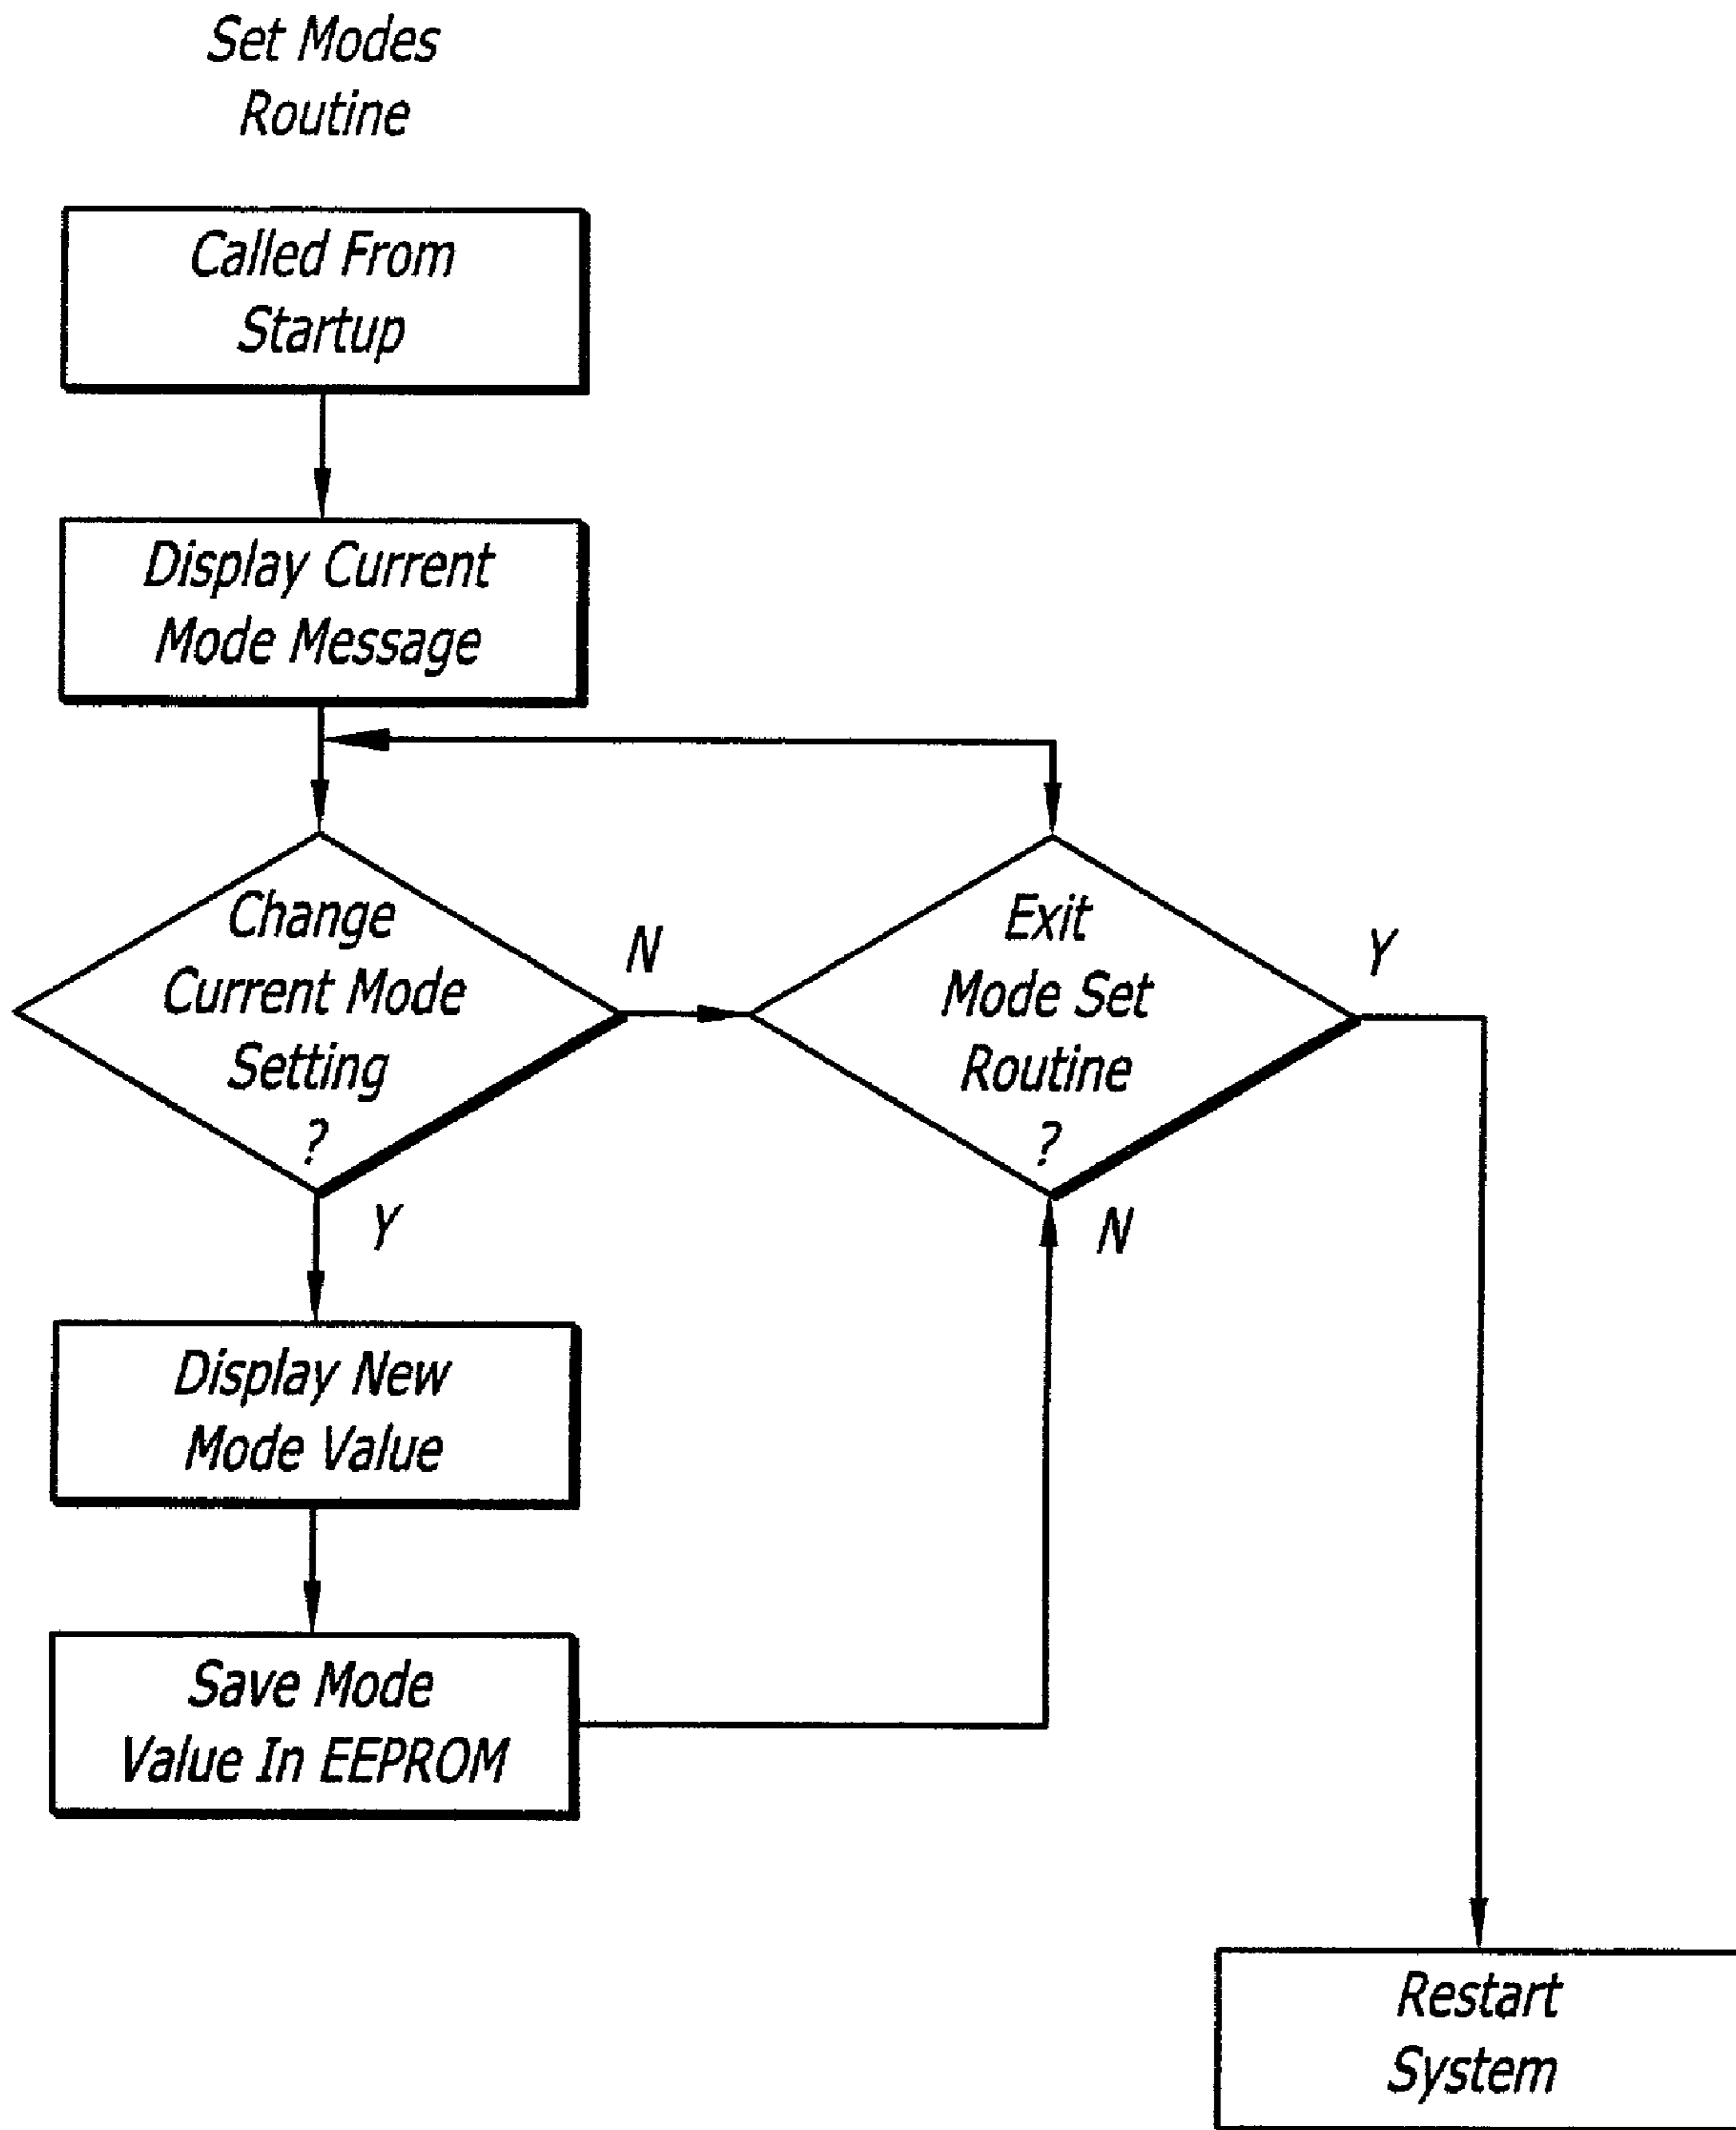 Set Modes
Routine
Called From
Startup
Display Current
Mode Message
Change
Current Mode
Setting
?
N
Exit
Mode Set
Routine
?
Y
Y
N
Display New
Mode Value
Save Mode
Value In EEPROM
Restart
System